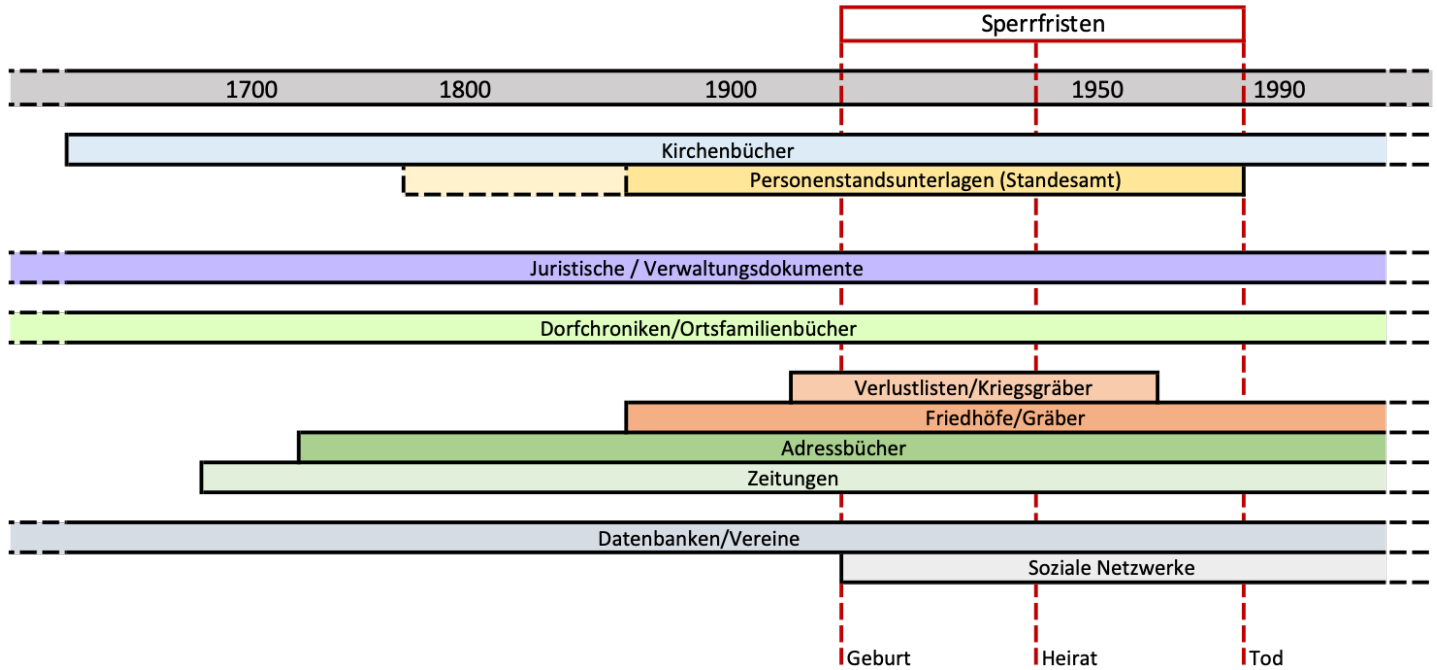 Sperrfristen
1700 1800 1900 1950 1990
Kirchenbücher
Personenstandsunterlagen (Standesamt)
Juristische / Verwaltungsdokumente
Dorfchroniken/Ortsfamilienbücher
Verlustlisten/Kriegsgräber
Friedhöfe/Gräber
Adressbücher
Zeitungen
Datenbanken/Vereine
Soziale Netzwerke
Geburt Heirat Tod